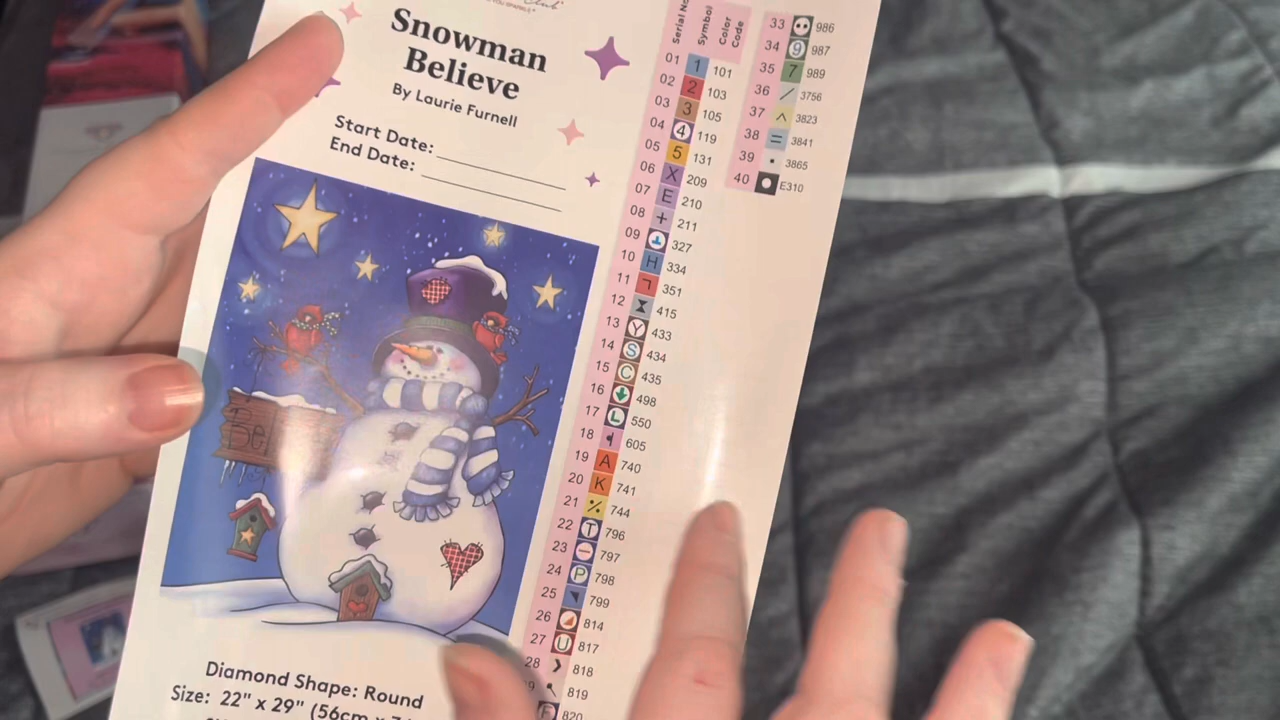 Club
Snowman
Believe
By Laurie Furnell
Start Date:
End Date:
Bel
Diamond Shape: Round
Size: 22" x 29" (56cm x 7
Serial No
Symbol
Color
Code
01 1 101
02 2 103
03 3 105
04 4 119
05 5 131
06 X 209
07 E 210
08 + 211
09 327
10 H 334
11 351
12 415
13 Y 433
14 S 434
15 C 435
16 498
17 L 550
18 605
19 A 740
20 K 741
21 744
22 T 796
23 797
24 P 798
25 799
26 814
27 U 817
28 818
9 819
F 820
33 986
34 9 987
35 7 989
36 / 3756
37 ^ 3823
38 = 3841
39 • 3865
40 E310